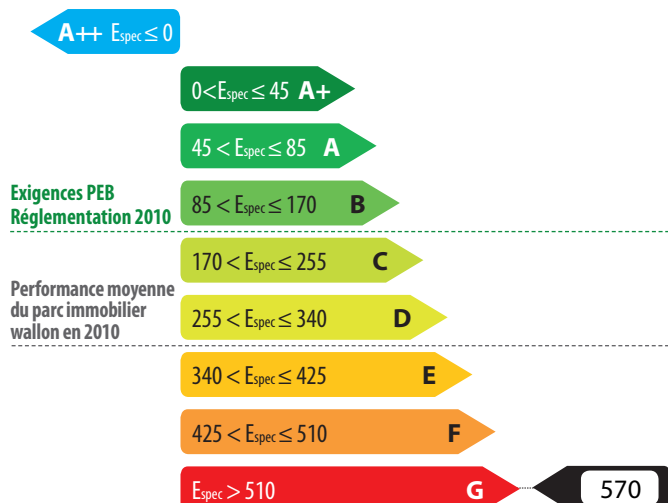 A++ Espec ≤ 0
0<Espec ≤ 45 A+
45 < Espec ≤ 85 A
Exigences PEB
Réglementation 2010
85 < Espec ≤ 170 B
170 < Espec ≤ 255 C
Performance moyenne
du parc immobilier
wallon en 2010
255 < Espec ≤ 340 D
340 < Espec ≤ 425 E
425 < Espec ≤ 510 F
Espec > 510 G 570